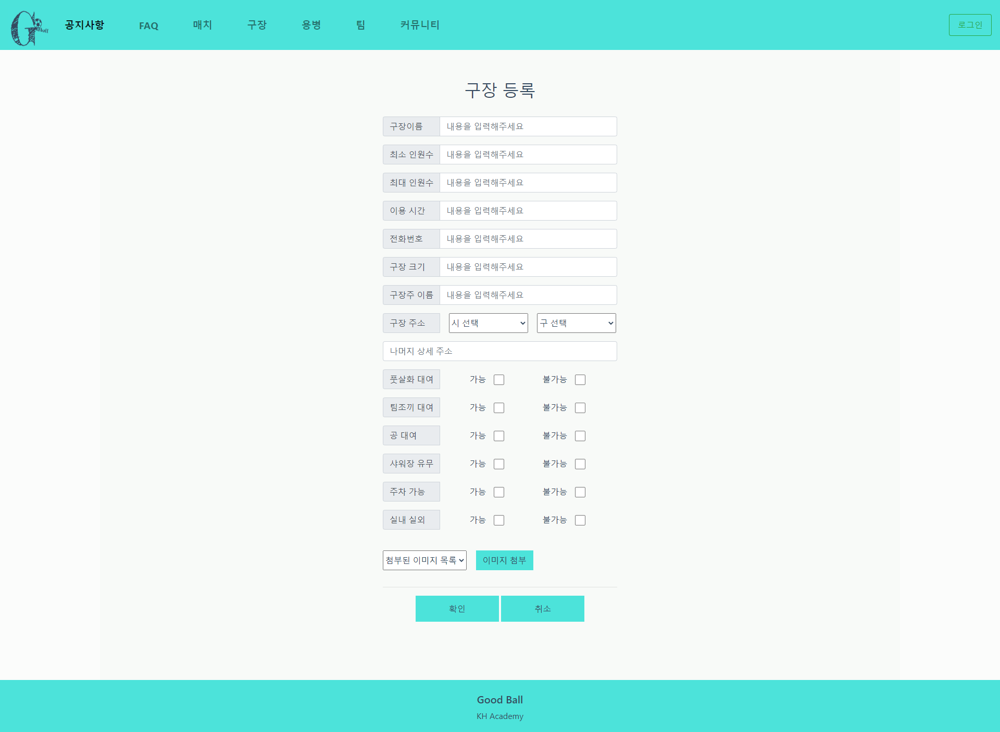 G odball 공지사항 FAQ 매치 구장 용병 팀 커뮤니티 로그인
구장 등록
구장이름 내용을 입력해주세요
최소 인원수 내용을 입력해주세요
최대 인원수 내용을 입력해주세요
이용 시간 내용을 입력해주세요
전화번호 내용을 입력해주세요
구장 크기 내용을 입력해주세요
구장주 이름 내용을 입력해주세요
구장 주소 시 선택 구 선택
나머지 상세 주소
풋살화 대여 가능 불가능
팀조끼 대여 가능 불가능
공 대여 가능 불가능
샤워장 유무 가능 불가능
주차 가능 가능 불가능
실내 실외 가능 불가능
첨부된 이미지 목록 이미지 첨부
확인 취소
Good Ball
KH Academy